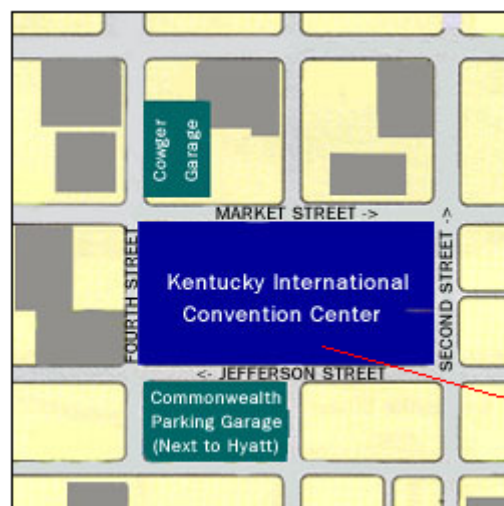 Cowger
Garage
MARKET STREET ->
FOURTH STREET
Kentucky International
Convention Center
SECOND STREET ->
<- JEFFERSON STREET
Commonwealth
Parking Garage
(Next to Hyatt)